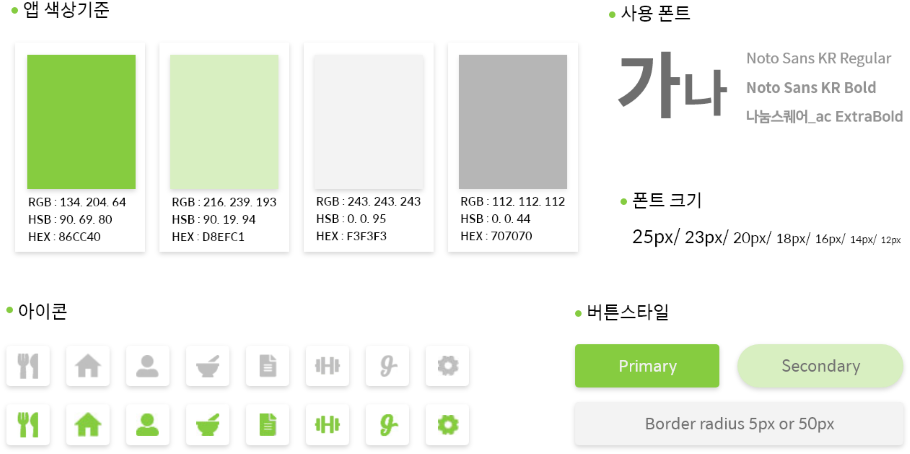 앱 색상기준
RGB : 134. 204. 64
HSB : 90. 69. 80
HEX : 86CC40
RGB : 216. 239. 193
HSB : 90. 19. 94
HEX : D8EFC1
RGB : 243. 243. 243
HSB : 0. 0. 95
HEX : F3F3F3
RGB : 112. 112. 112
HSB : 0. 0. 44
HEX : 707070
사용 폰트
가나
Noto Sans KR Regular
Noto Sans KR Bold
나눔스퀘어_ac ExtraBold
폰트 크기
25px/ 23px/ 20px/ 18px/ 16px/ 14px/ 12px
아이콘
g
g
버튼스타일
Primary
Secondary
Border radius 5px or 50px